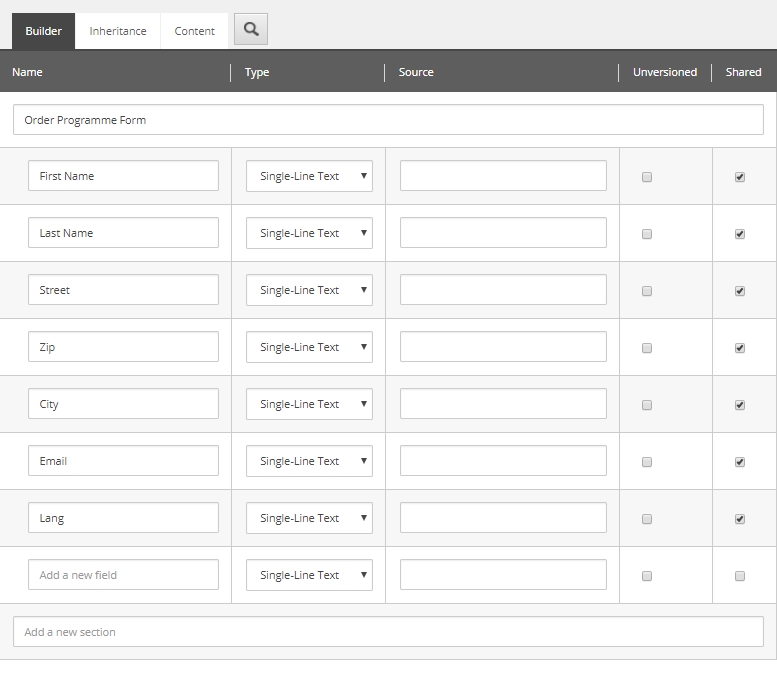 Builder Inheritance Content
Name Type Source Unversioned Shared
Order Programme Form
First Name Single-Line Text
Last Name Single-Line Text
Street Single-Line Text
Zip Single-Line Text
City Single-Line Text
Email Single-Line Text
Lang Single-Line Text
Add a new field Single-Line Text
Add a new section